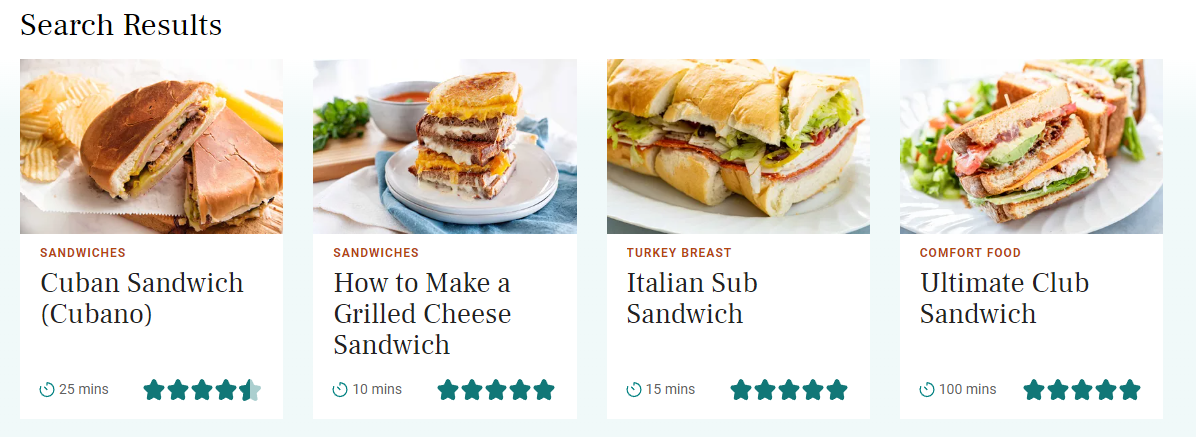 Search Results
SANDWICHES
Cuban Sandwich
(Cubano)
25 mins
SANDWICHES
How to Make a
Grilled Cheese
Sandwich
10 mins
TURKEY BREAST
Italian Sub
Sandwich
15 mins
COMFORT FOOD
Ultimate Club
Sandwich
100 mins